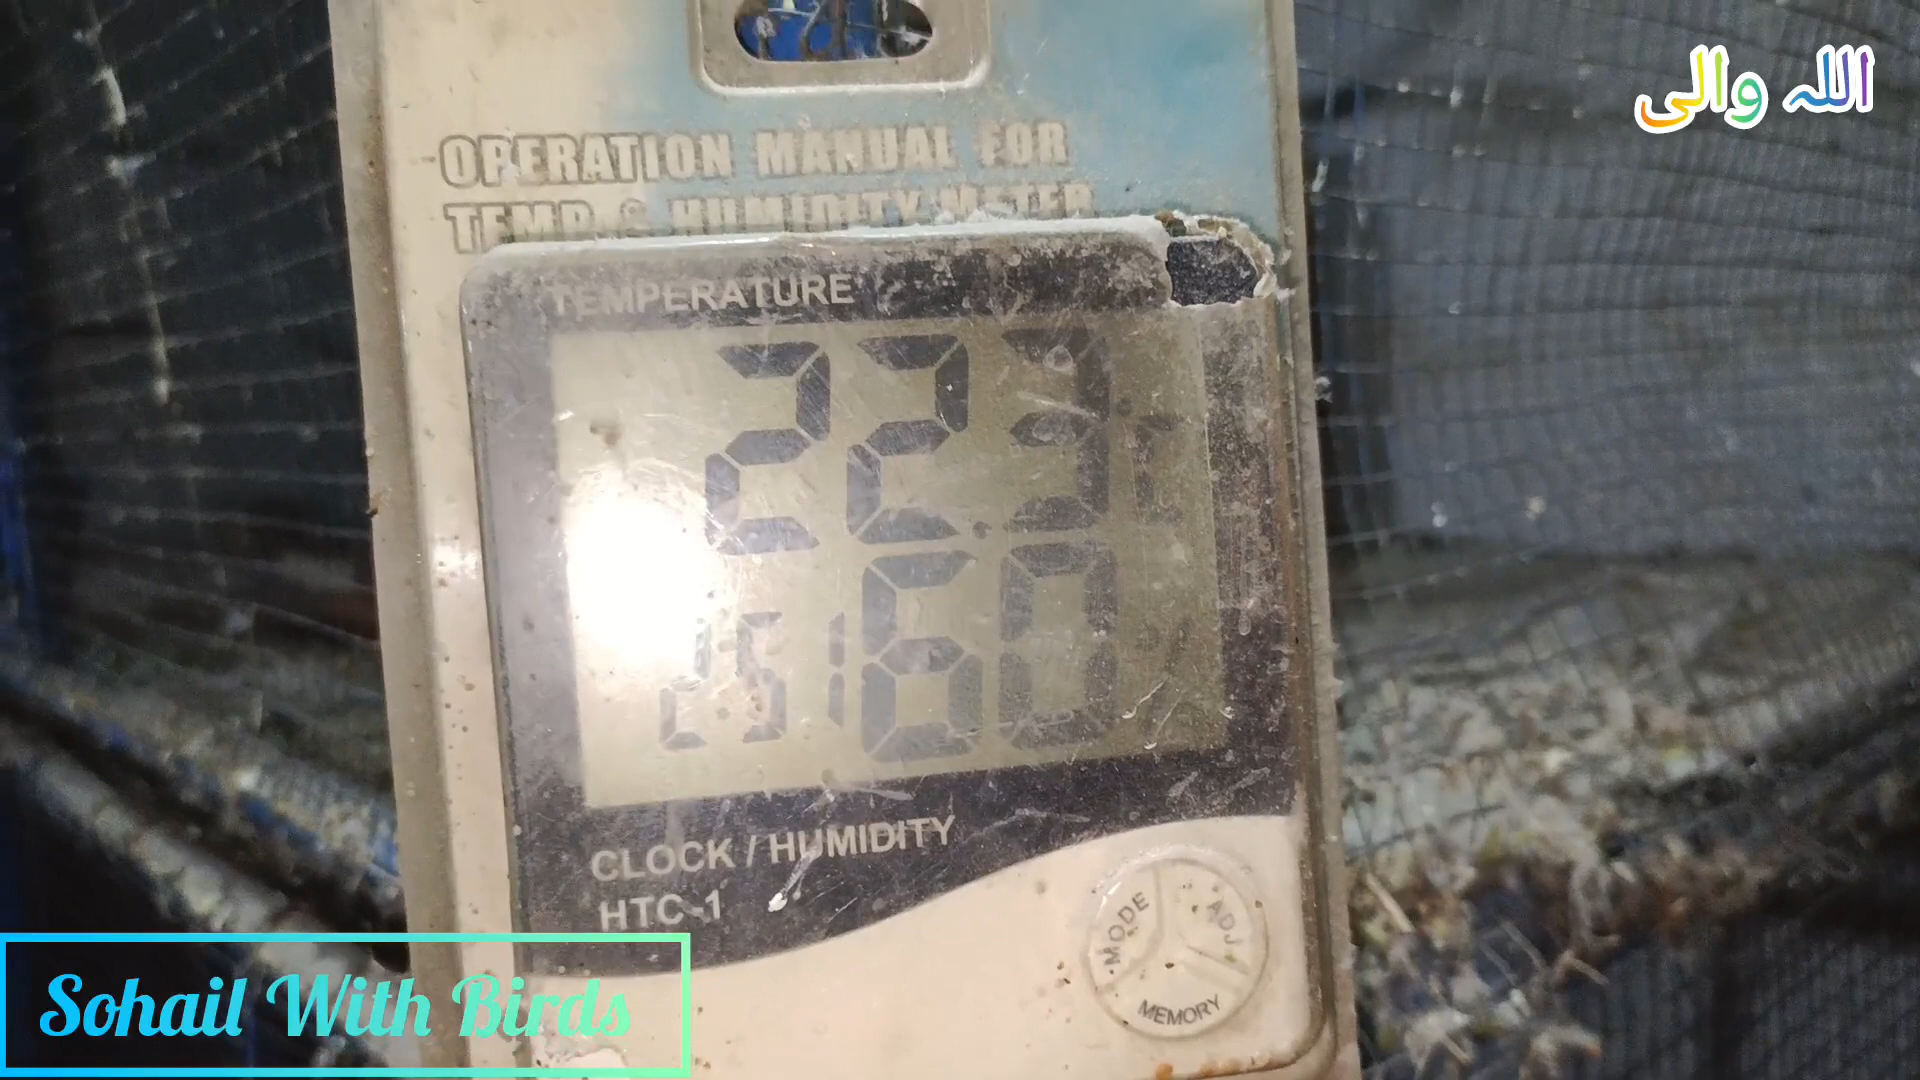 اللہ والی
OPERATION MANUAL FOR
TEMP. & HUMIDITY METER
TEMPERATURE
22.3
60 %
CLOCK / HUMIDITY
HTC-1
MODE
ADJ
MEMORY
Sohail With Birds